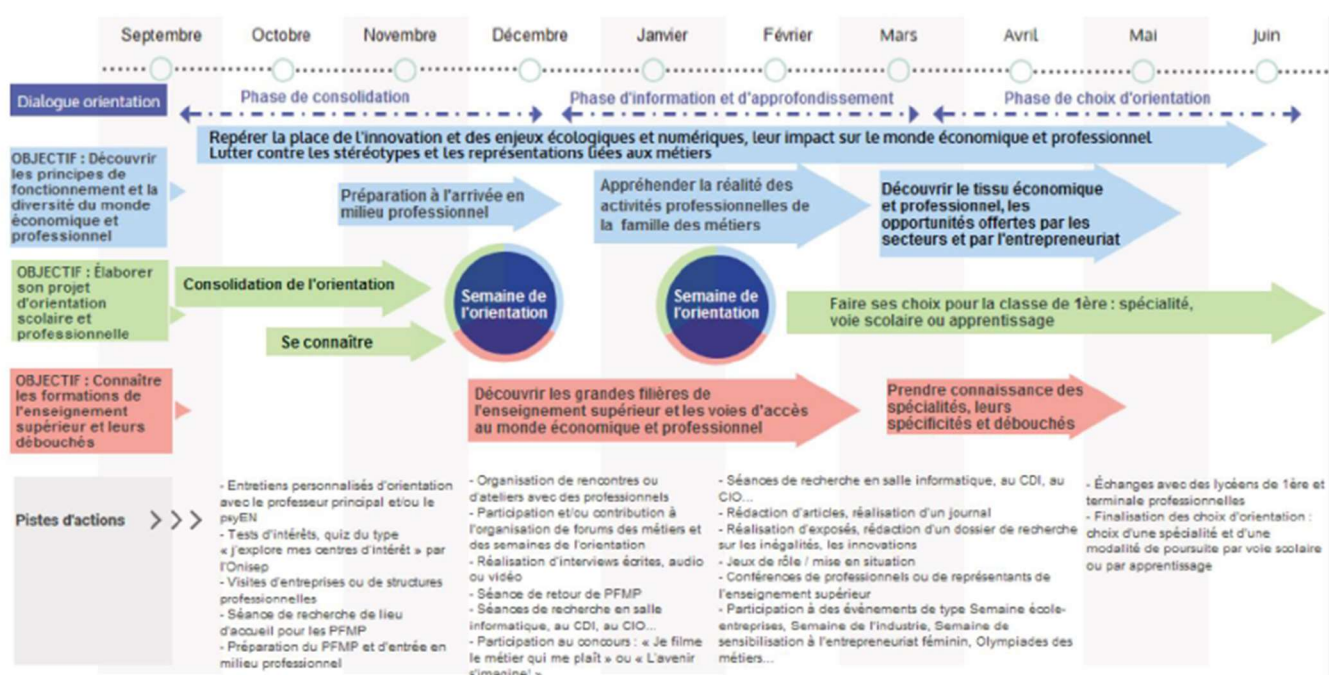 Septembre
Octobre
Novembre
Décembre
Janvier
Février
Mars
Avril
Mai
Juin
Dialogue orientation
Phase de consolidation
Phase d'information et d'approfondissement
Phase de choix d'orientation
Repérer la place de l'innovation et des enjeux écologiques et numériques, leur impact sur le monde économique et professionnel
Lutter contre les stéréotypes et les représentations liées aux métiers
OBJECTIF : Découvrir
les principes de
fonctionnement et la
diversité du monde
économique et
professionnel
Préparation à l'arrivée en
milieu professionnel
Appréhender la réalité des
activités professionnelles de
la famille des métiers
Découvrir le tissu économique
et professionnel, les
opportunités offertes par les
secteurs et par l'entrepreneuriat
OBJECTIF : Élaborer
son projet
d'orientation
scolaire et
professionnelle
Consolidation de l'orientation
Se connaître
Semaine de
l'orientation
Semaine de
l'orientation
Faire ses choix pour la classe de 1ère : spécialité,
voie scolaire ou apprentissage
OBJECTIF : Connaître
les formations de
l'enseignement
supérieur et leurs
débouchés
Découvrir les grandes filières de
l'enseignement supérieur et les voies d'accès
au monde économique et professionnel
Prendre connaissance des
spécialités, leurs
spécificités et débouchés
Pistes d'actions
- Entretiens personnalisés d'orientation
avec le professeur principal et/ou le
psyEN
- Tests d'intérêts, quiz du type
« j'explore mes centres d'intérêt » par
l'Onisep
- Visites d'entreprises ou de structures
professionnelles
- Séance de recherche de lieu
d'accueil pour les PFMP
- Préparation du PFMP et d'entrée en
milieu professionnel
- Organisation de rencontres ou
d'ateliers avec des professionnels
- Participation et/ou contribution à
l'organisation de forums des métiers et
des semaines de l'orientation
- Réalisation d'interviews écrites, audio
ou vidéo
- Séance de retour de PFMP
- Séances de recherche en salle
informatique, au CDI, au CIO...
- Participation au concours : « Je filme
le métier qui me plaît » ou « L'avenir
s'imagine! »
- Séances de recherche en salle informatique, au CDI, au
CIO...
- Rédaction d'articles, réalisation d'un journal
- Réalisation d'exposés, rédaction d'un dossier de recherche
sur les inégalités, les innovations
- Jeux de rôle / mise en situation
- Conférences de professionnels ou de représentants de
l'enseignement supérieur
- Participation à des évènements de type Semaine école-
entreprises, Semaine de l'industrie, Semaine de
sensibilisation à l'entrepreneuriat féminin, Olympiades des
métiers...
- Échanges avec des lycéens de 1ère et
terminale professionnelles
- Finalisation des choix d'orientation :
choix d'une spécialité et d'une
modalité de poursuite par voie scolaire
ou par apprentissage